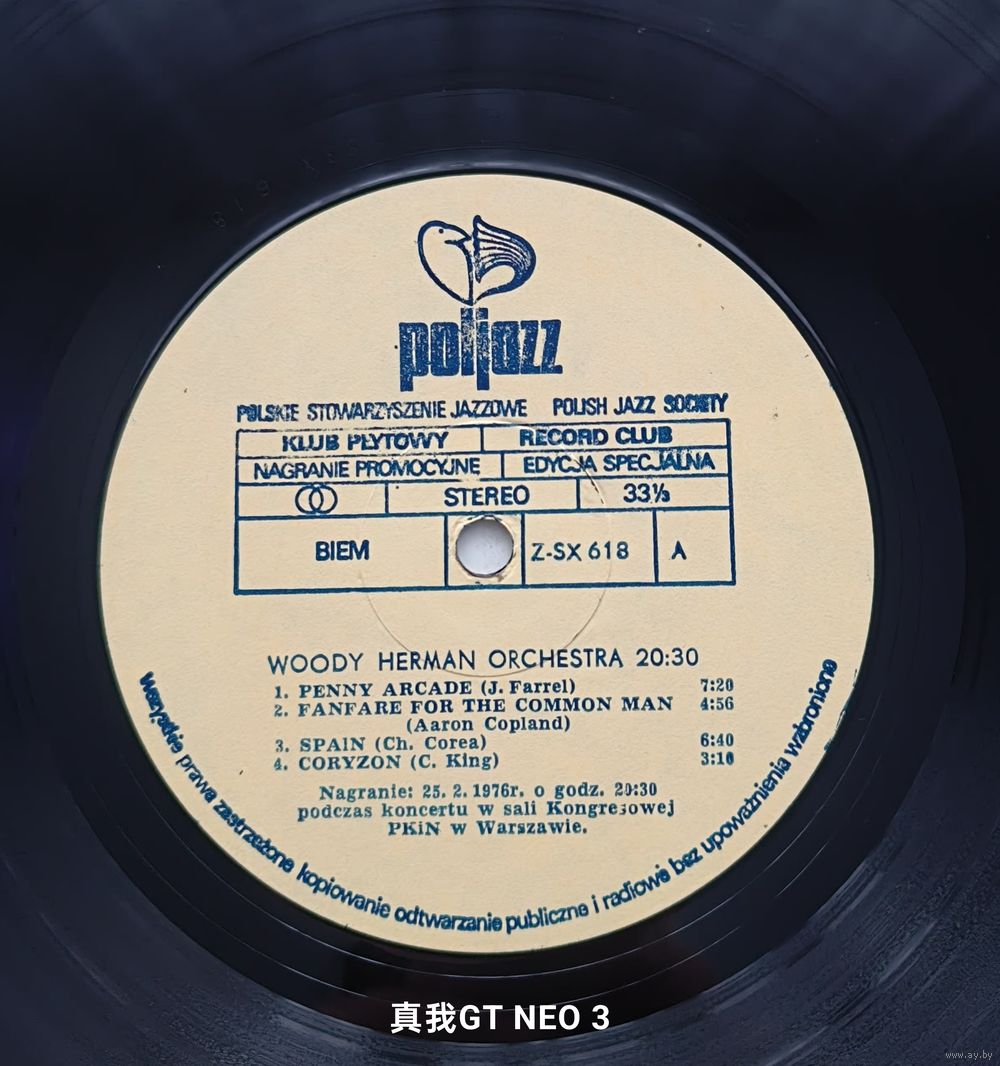 poljazz
POLSKIE STOWARZYSZENIE JAZZOWE POLISH JAZZ SOCIETY
KLUB PŁYTOWY RECORD CLUB
NAGRANIE PROMOCYJNE EDYCJA SPECJALNA
STEREO 33⅓
BIEM Z-SX 618 A
WOODY HERMAN ORCHESTRA 20:30
1. PENNY ARCADE (J. Farrel) 7:20
2. FANFARE FOR THE COMMON MAN 4:56
(Aaron Copland)
3. SPAIN (Ch. Corea) 6:40
4. CORYZON (C. King) 3:10
Nagranie: 25. 2. 1976r. o godz. 20:30
podczas koncertu w sali Kongresowej
PKiN w Warszawie.
Wszystkie prawa zastrzeżone kopiowanie odtwarzanie publiczne i radiowe bez upoważnienia wzbronione
真我GT NEO 3
www.ay.by